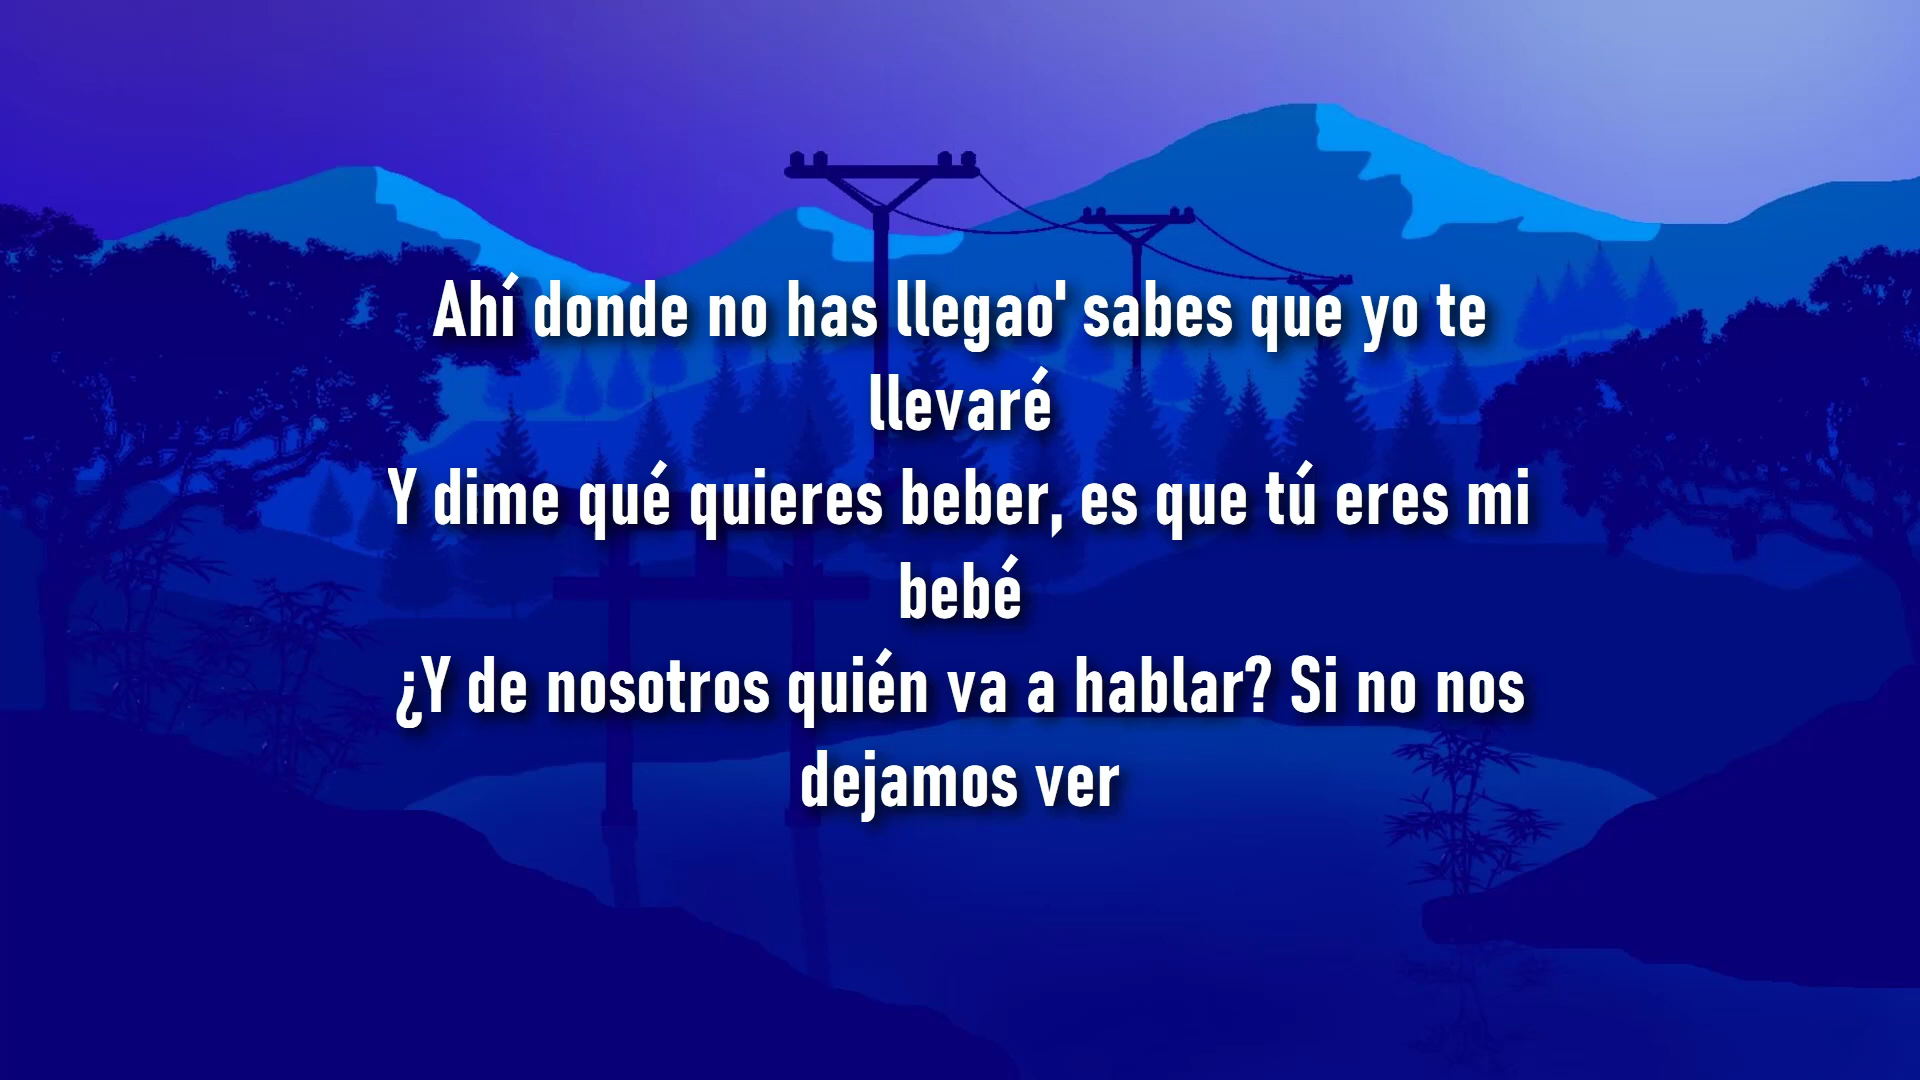 Ahí donde no has llegao' sabes que yo te
llevaré
Y dime qué quieres beber, es que tú eres mi
bebé
¿Y de nosotros quién va a hablar? Si no nos
dejamos ver